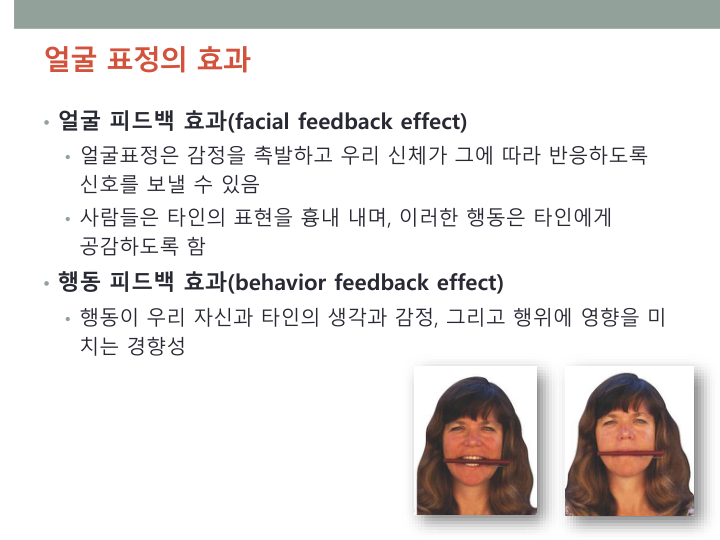 얼굴 표정의 효과
• 얼굴 피드백 효과(facial feedback effect)
• 얼굴표정은 감정을 촉발하고 우리 신체가 그에 따라 반응하도록
신호를 보낼 수 있음
• 사람들은 타인의 표현을 흉내 내며, 이러한 행동은 타인에게
공감하도록 함
• 행동 피드백 효과(behavior feedback effect)
• 행동이 우리 자신과 타인의 생각과 감정, 그리고 행위에 영향을 미
치는 경향성